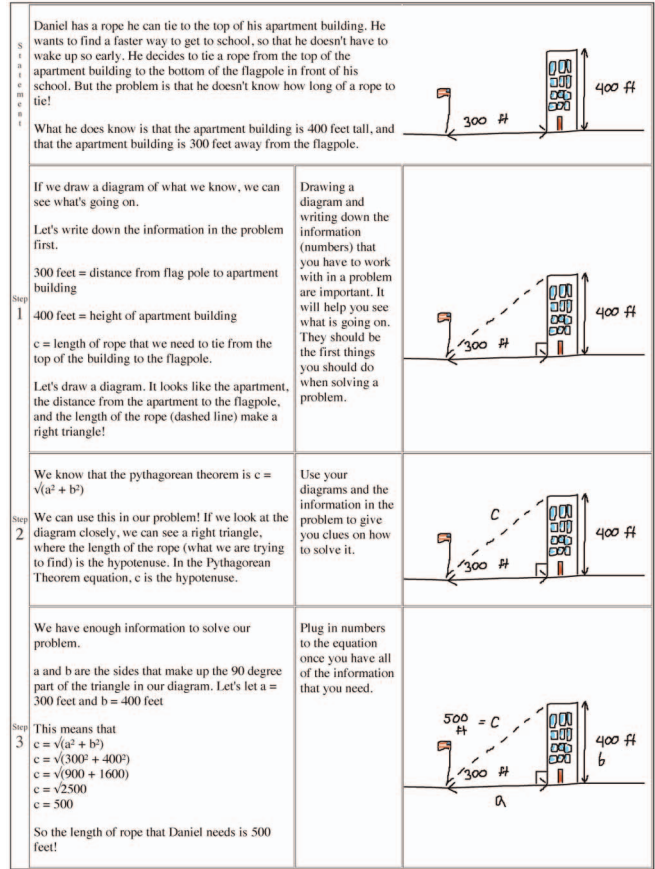 Statement
Daniel has a rope he can tie to the top of his apartment building. He
wants to find a faster way to get to school, so that he doesn't have to
wake up so early. He decides to tie a rope from the top of the
apartment building to the bottom of the flagpole in front of his
school. But the problem is that he doesn't know how long of a rope to
tie!
What he does know is that the apartment building is 400 feet tall, and
that the apartment building is 300 feet away from the flagpole.
300 ft
400 ft
Step
1
If we draw a diagram of what we know, we can
see what's going on.
Let's write down the information in the problem
first.
300 feet = distance from flag pole to apartment
building
400 feet = height of apartment building
c = length of rope that we need to tie from the
top of the building to the flagpole.
Let's draw a diagram. It looks like the apartment,
the distance from the apartment to the flagpole,
and the length of the rope (dashed line) make a
right triangle!
Drawing a
diagram and
writing down the
information
(numbers) that
you have to work
with in a problem
are important. It
will help you see
what is going on.
They should be
the first things
you should do
when solving a
problem.
300 ft
400 ft
Step
2
We know that the pythagorean theorem is c =
√(a² + b²)
We can use this in our problem! If we look at the
diagram closely, we can see a right triangle,
where the length of the rope (what we are trying
to find) is the hypotenuse. In the Pythagorean
Theorem equation, c is the hypotenuse.
Use your
diagrams and the
information in the
problem to give
you clues on how
to solve it.
C
300 ft
400 ft
Step
3
We have enough information to solve our
problem.
a and b are the sides that make up the 90 degree
part of the triangle in our diagram. Let's let a =
300 feet and b = 400 feet
This means that
c = √(a² + b²)
c = √(300² + 400²)
c = √(900 + 1600)
c = √2500
c = 500
So the length of rope that Daniel needs is 500
feet!
Plug in numbers
to the equation
once you have all
of the information
that you need.
500 ft = C
300 ft
a
400 ft
b